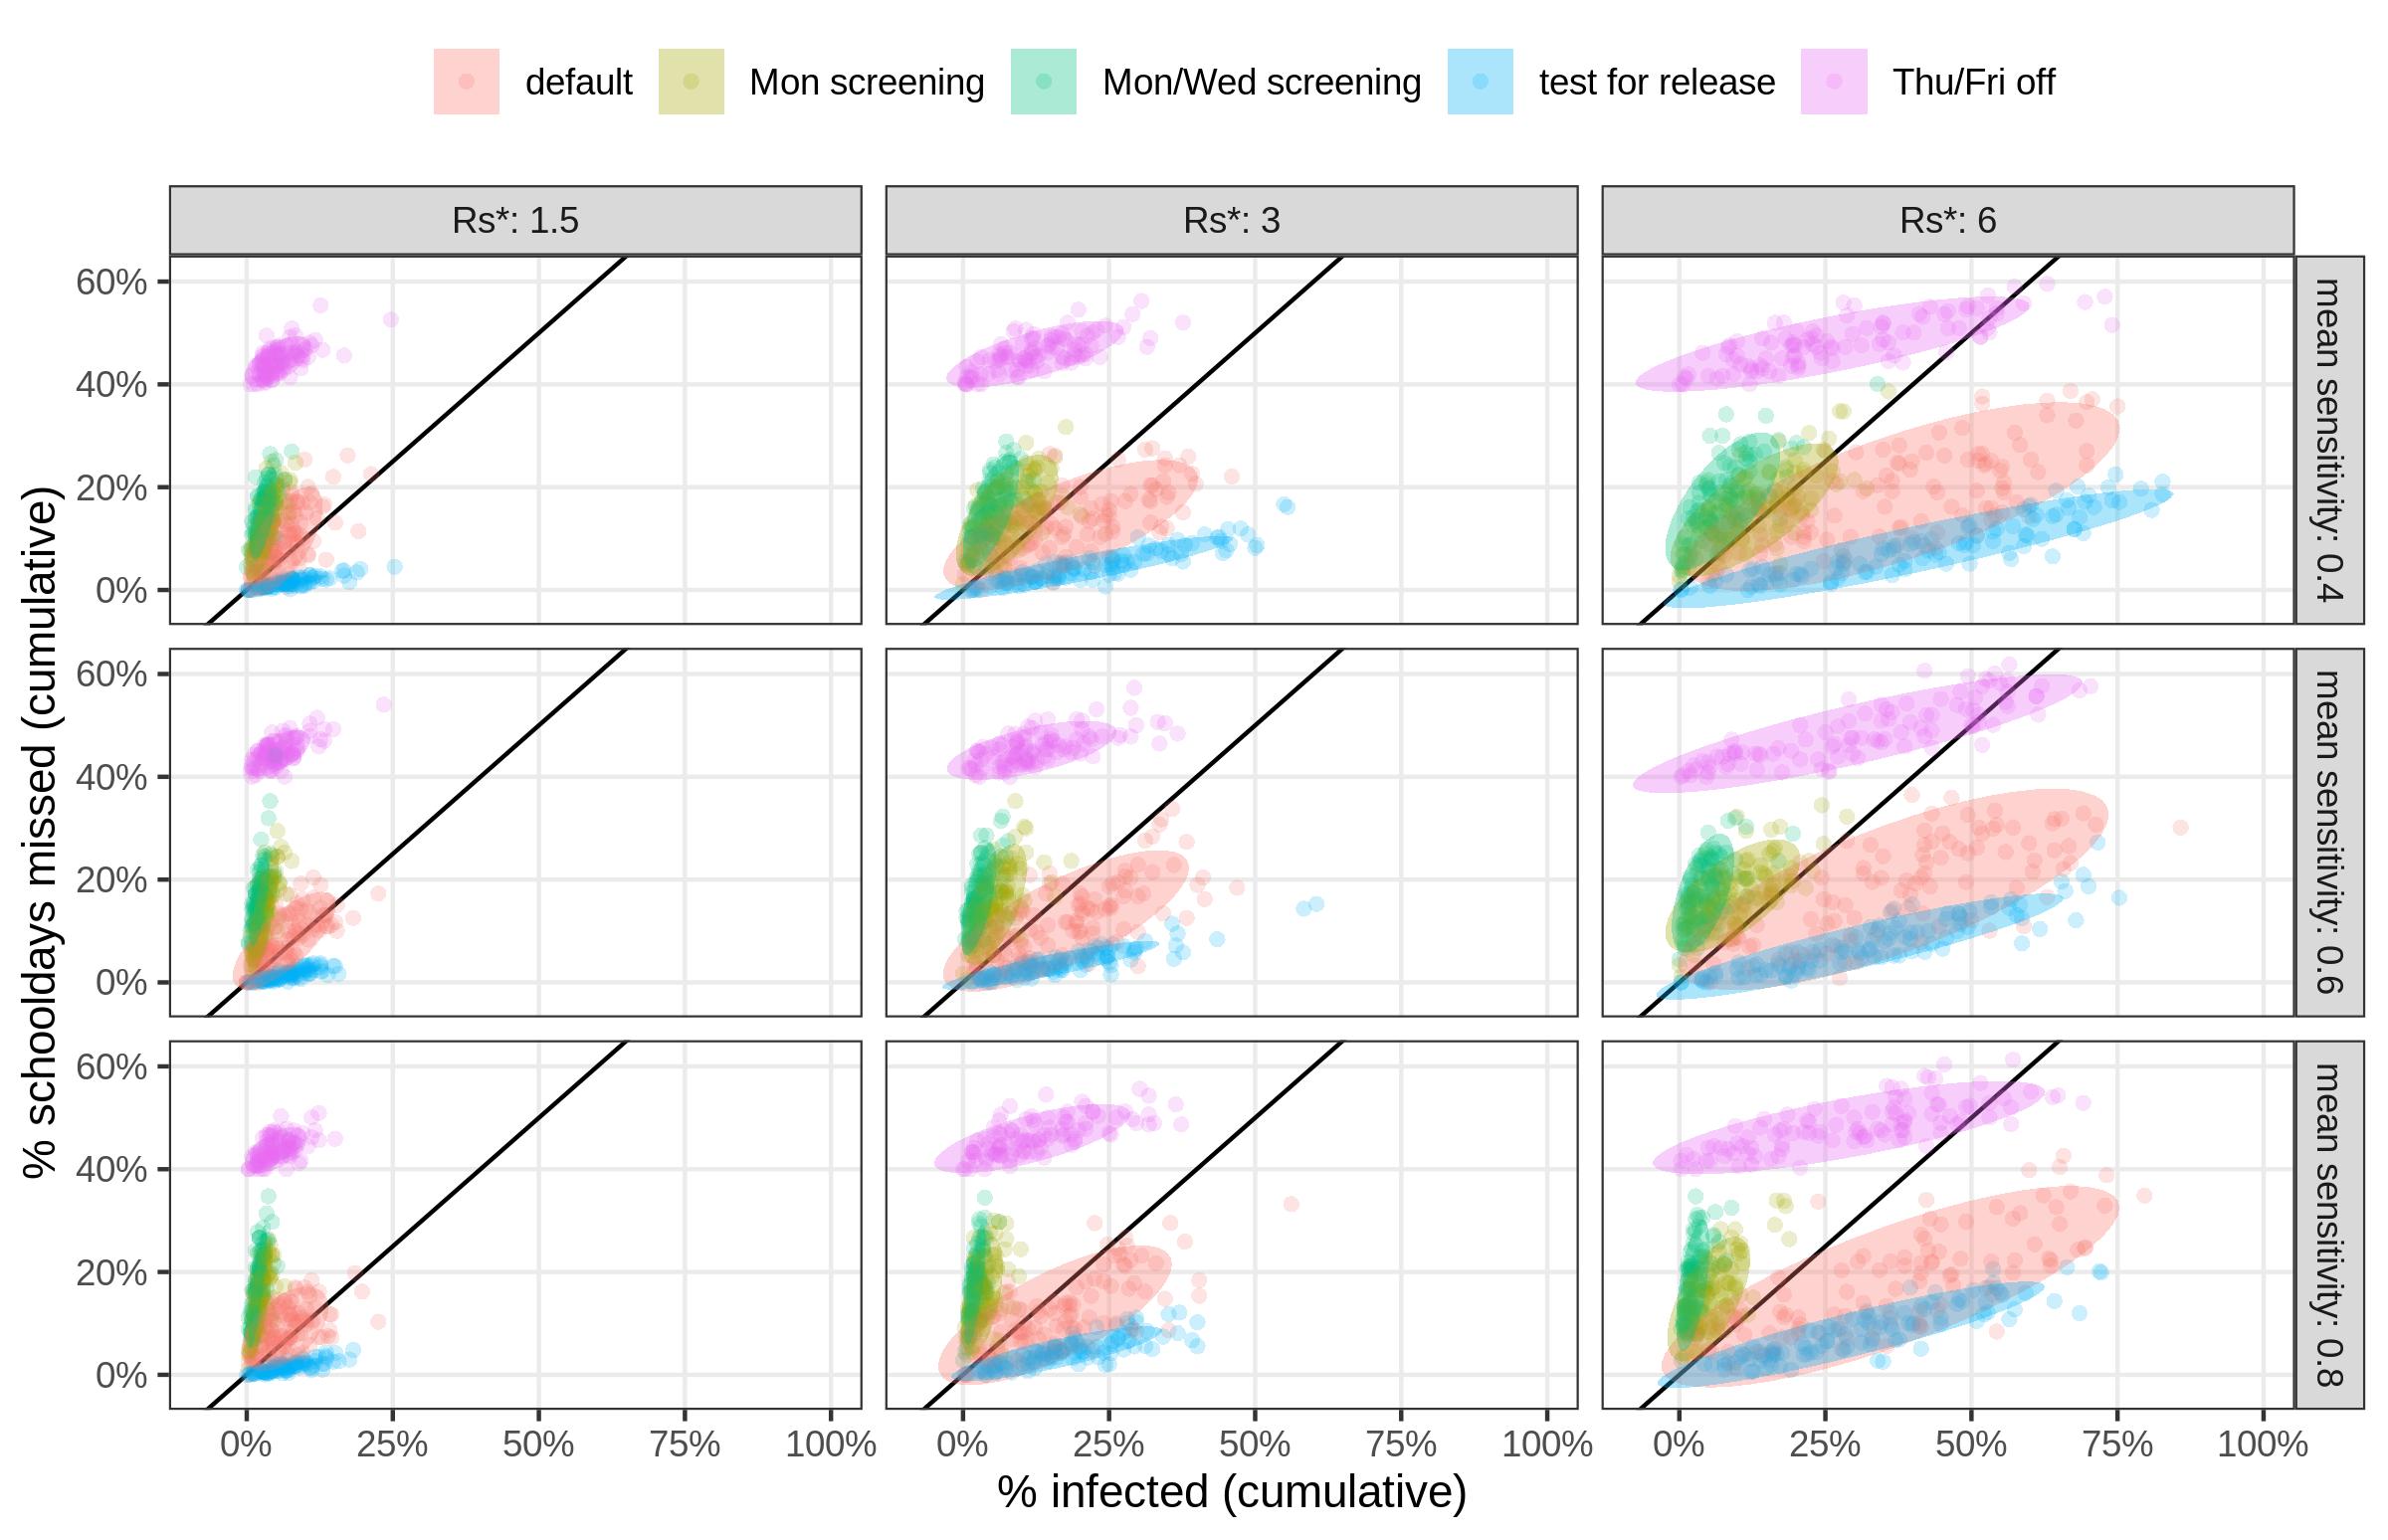 default Mon screening Mon/Wed screening test for release Thu/Fri off
Rs*: 1.5 Rs*: 3 Rs*: 6
% schooldays missed (cumulative)
60%
40%
20%
0%
mean sensitivity: 0.4
60%
40%
20%
0%
mean sensitivity: 0.6
60%
40%
20%
0%
mean sensitivity: 0.8
0% 25% 50% 75% 100% 0% 25% 50% 75% 100% 0% 25% 50% 75% 100%
% infected (cumulative)